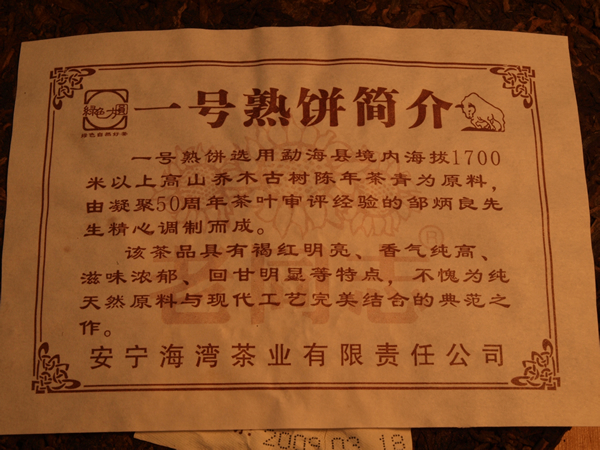 一号熟饼简介
一号熟饼选用勐海县境内海拔1700
米以上高山乔木古树陈年茶青为原料，
由凝聚50周年茶叶审评经验的邹炳良先
生精心调制而成。
该茶品具有褐红明亮、香气纯高、
滋味浓郁、回甘明显等特点，不愧为纯
天然原料与现代工艺完美结合的典范之
作。
安宁海湾茶业有限责任公司
老同志
®
2009 03 18